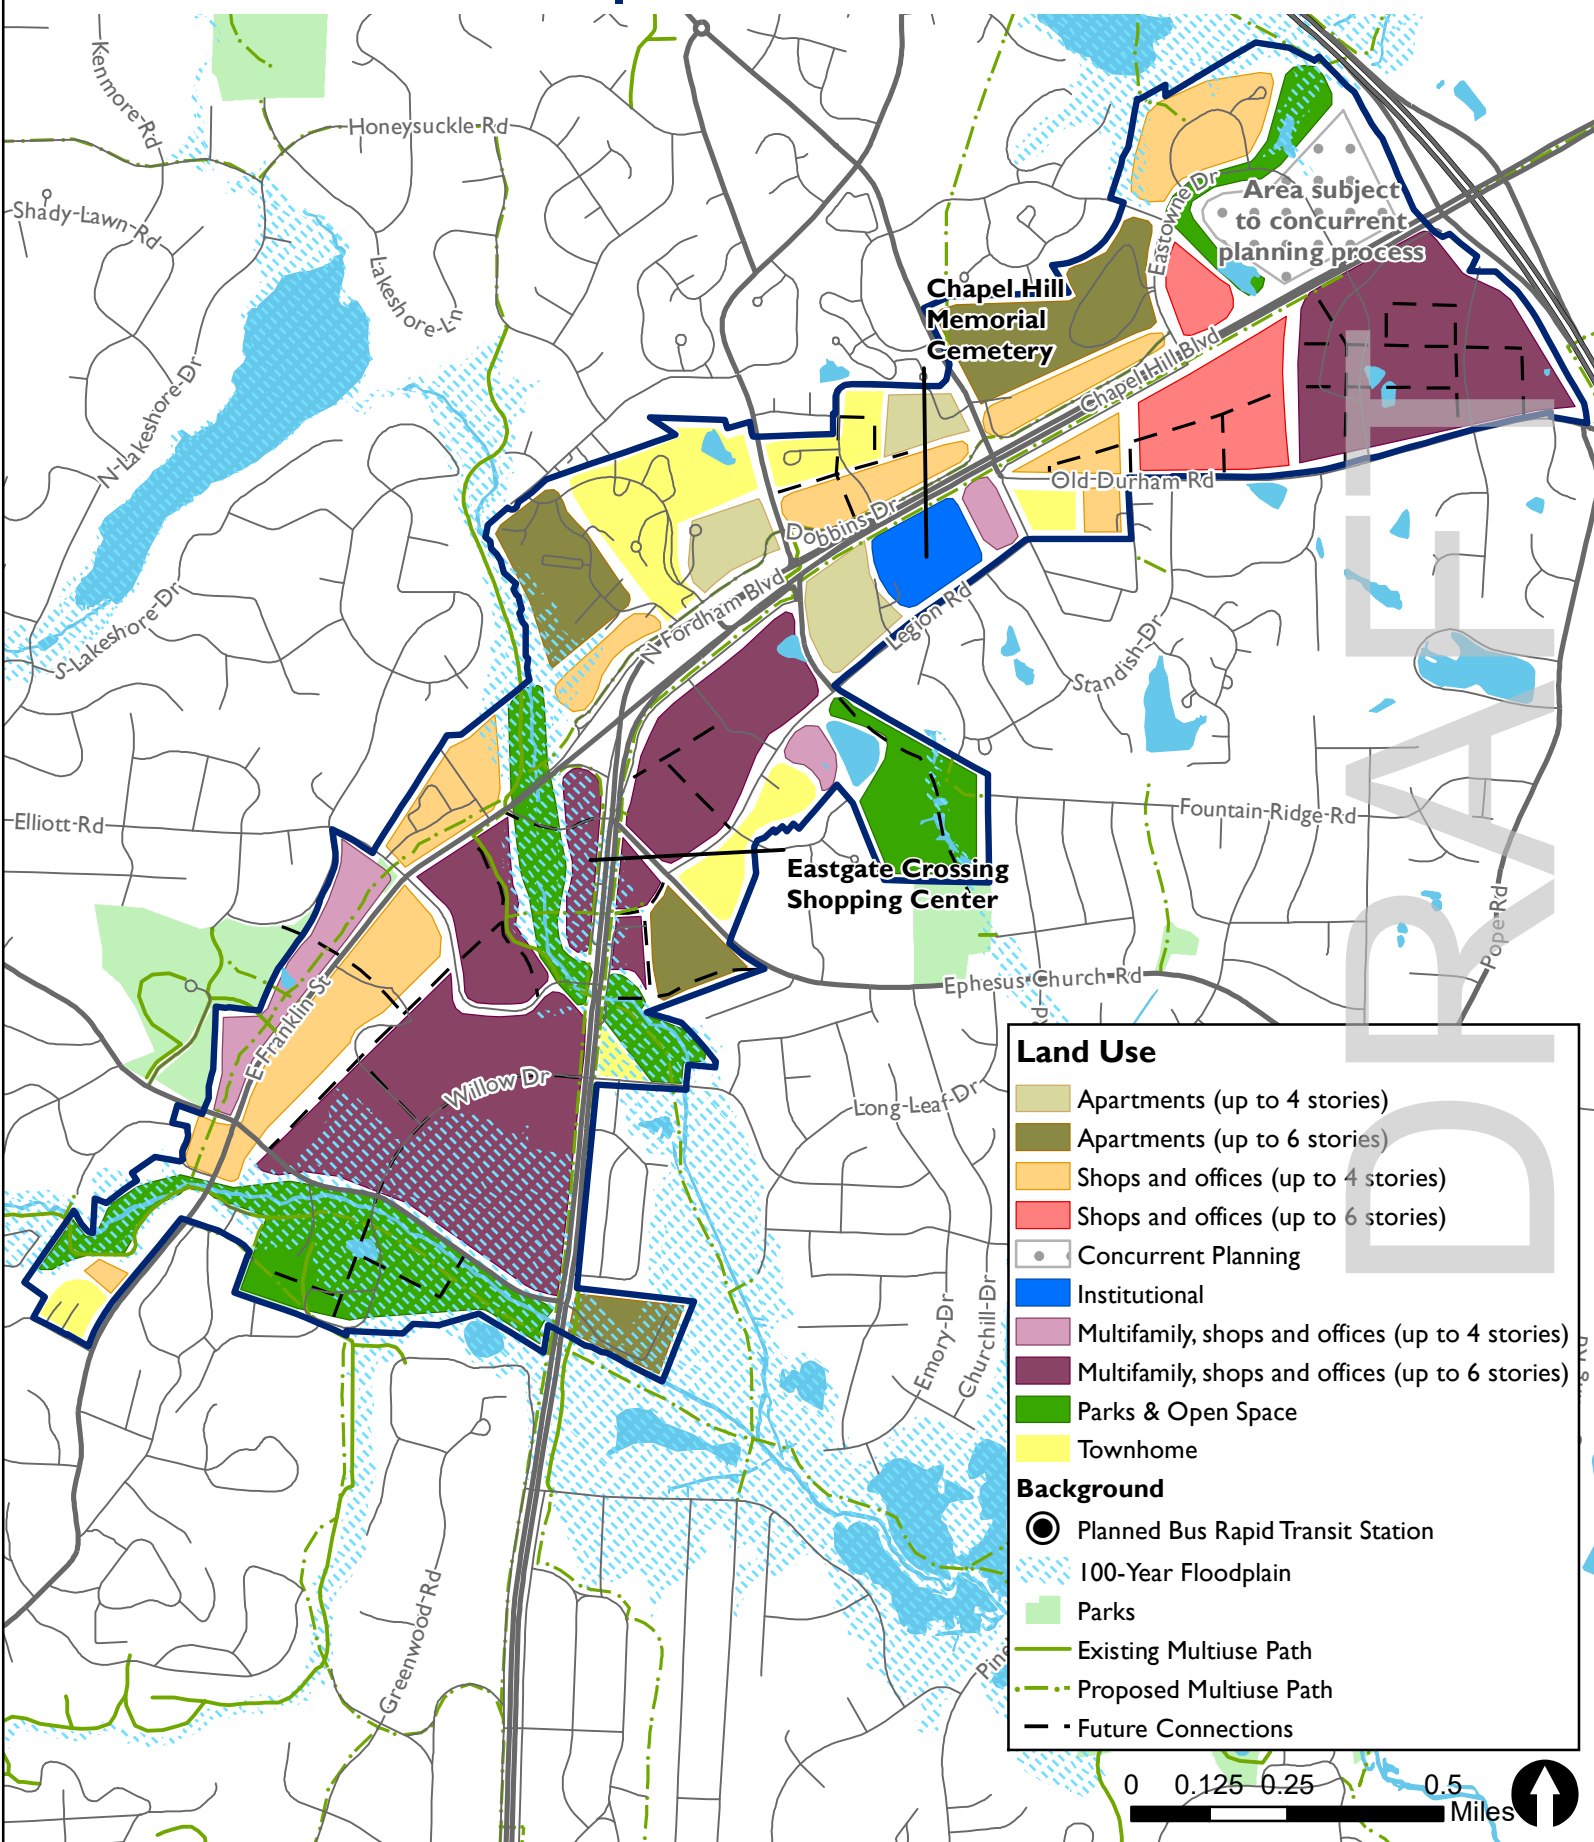 Kenmore-Rd
Honeysuckle Rd
Shady-Lawn-Rd
Lakeshore-Ln
N-Lakeshore-Dr
S-Lakeshore-Dr
Eastowne Dr
Area subject
to concurrent
planning process
Chapel Hill
Memorial
Cemetery
Chapel-Hill-Blvd
Old-Durham-Rd
Dobbins-Dr
N Fordham-Blvd
Legion Rd
Standish-Dr
Elliott-Rd
Fountain-Ridge-Rd
Eastgate Crossing
Shopping Center
Pope-Rd
Ephesus-Church-Rd
E-Franklin-St
Willow Dr
Long-Leaf-Dr
Emory-Dr
Churchill-Dr
Greenwood-Rd
DRAFT
Land Use
Apartments (up to 4 stories)
Apartments (up to 6 stories)
Shops and offices (up to 4 stories)
Shops and offices (up to 6 stories)
Concurrent Planning
Institutional
Multifamily, shops and offices (up to 4 stories)
Multifamily, shops and offices (up to 6 stories)
Parks & Open Space
Townhome
Background
Planned Bus Rapid Transit Station
100-Year Floodplain
Parks
Existing Multiuse Path
Proposed Multiuse Path
Future Connections
0 0.125 0.25 0.5
Miles